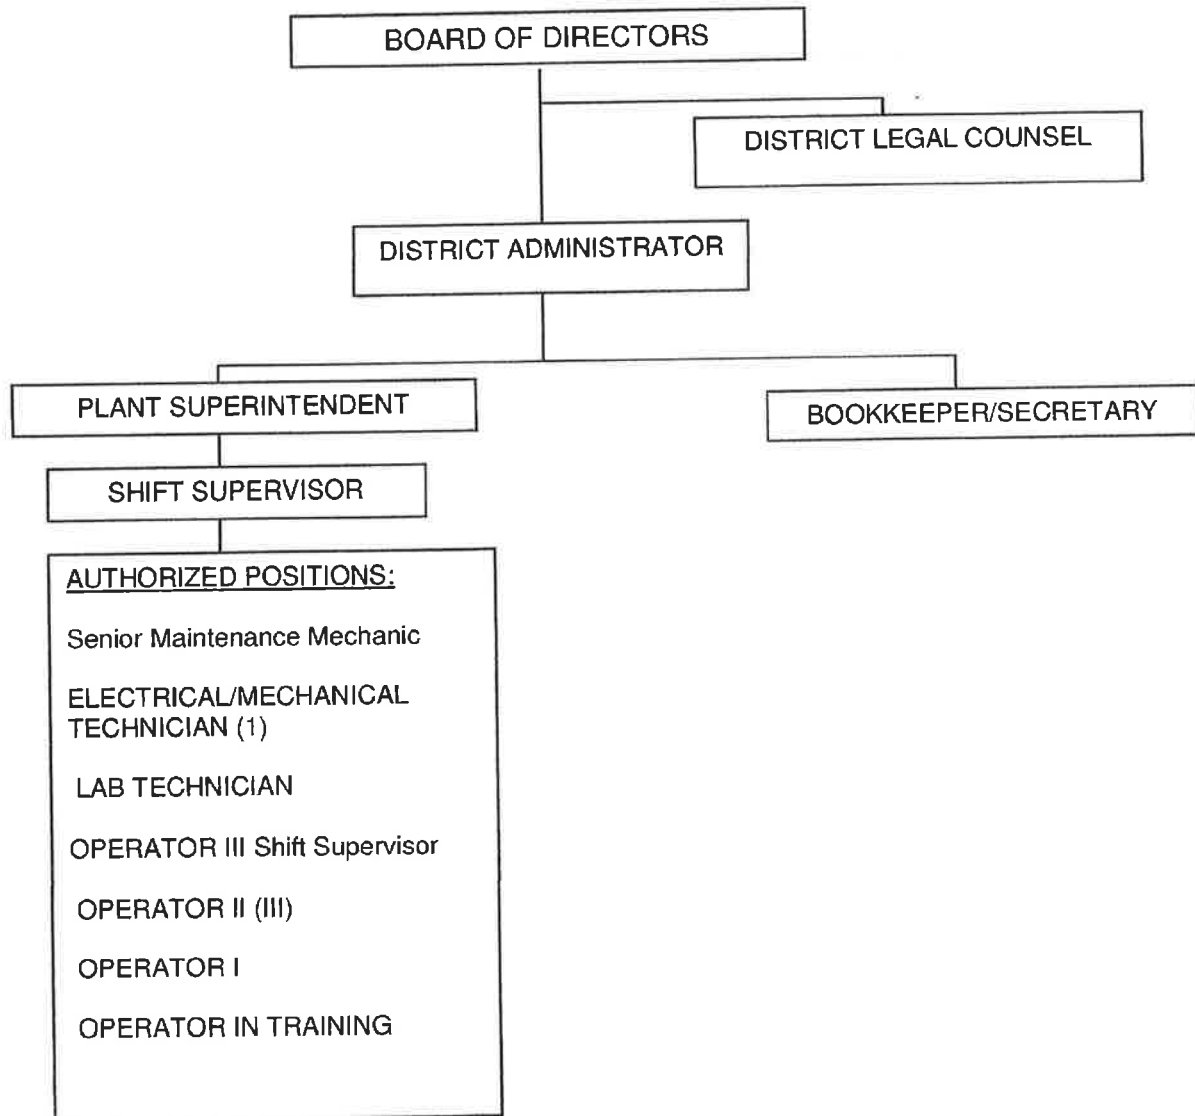 BOARD OF DIRECTORS
DISTRICT LEGAL COUNSEL
DISTRICT ADMINISTRATOR
PLANT SUPERINTENDENT
BOOKKEEPER/SECRETARY
SHIFT SUPERVISOR
AUTHORIZED POSITIONS:
Senior Maintenance Mechanic
ELECTRICAL/MECHANICAL
TECHNICIAN (1)
LAB TECHNICIAN
OPERATOR III Shift Supervisor
OPERATOR II (III)
OPERATOR I
OPERATOR IN TRAINING